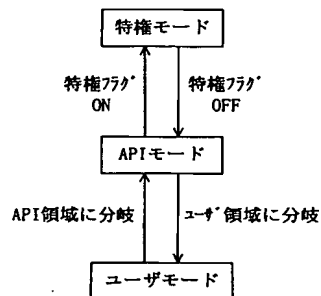 特権モード
特権ﾌﾗｸﾞ ON
特権ﾌﾗｸﾞ OFF
APIモード
API領域に分岐
ﾕｰｻﾞ領域に分岐
ユーザモード